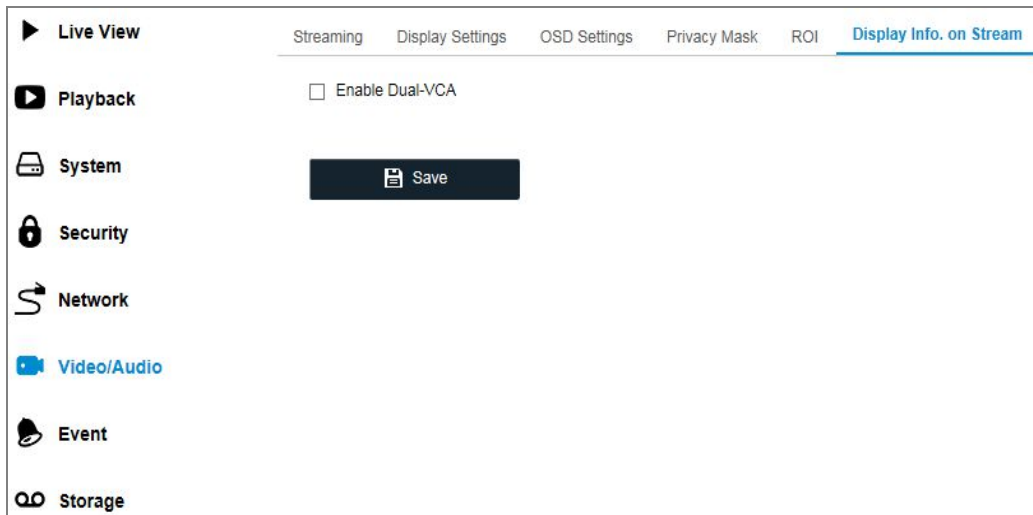 Live View
Streaming Display Settings OSD Settings Privacy Mask ROI Display Info. on Stream
Enable Dual-VCA
Playback
System
Save
Security
Network
Video/Audio
Event
Storage